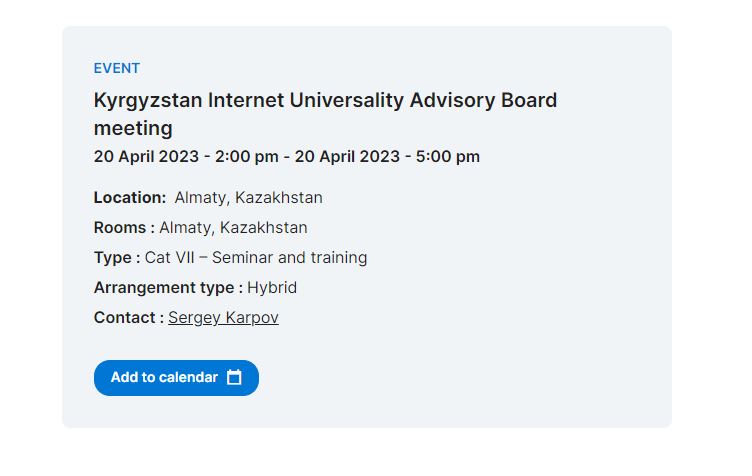 EVENT
Kyrgyzstan Internet Universality Advisory Board
meeting
20 April 2023 - 2:00 pm - 20 April 2023 - 5:00 pm
Location:  Almaty, Kazakhstan
Rooms : Almaty, Kazakhstan
Type : Cat VII – Seminar and training
Arrangement type : Hybrid
Contact : Sergey Karpov
Add to calendar